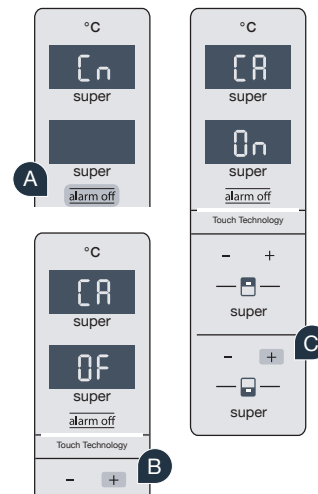 °C
Cn
super
super
alarm off
A
°C
CA
super
OF
super
alarm off
Touch Technology
- +
B
°C
CA
super
On
super
alarm off
Touch Technology
- +
super
- +
super
C